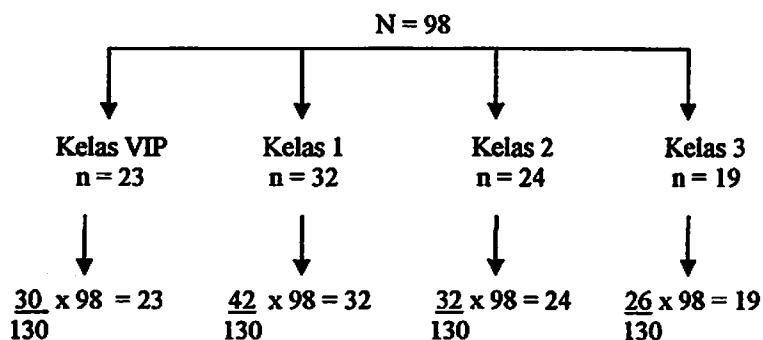 N = 98
Kelas VIP Kelas 1 Kelas 2 Kelas 3
n = 23 n = 32 n = 24 n = 19
30 x 98 = 23 42 x 98 = 32 32 x 98 = 24 26 x 98 = 19
130 130 130 130